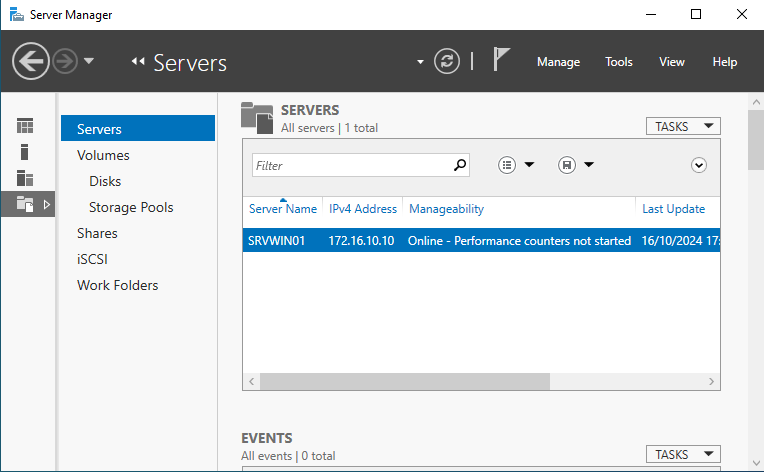 Server Manager
Servers
Manage Tools View Help
Servers
Volumes
Disks
Storage Pools
Shares
iSCSI
Work Folders
SERVERS
All servers | 1 total
TASKS
Filter
Server Name IPv4 Address Manageability Last Update
SRVWIN01 172.16.10.10 Online - Performance counters not started 16/10/2024 17:
EVENTS
All events | 0 total
TASKS